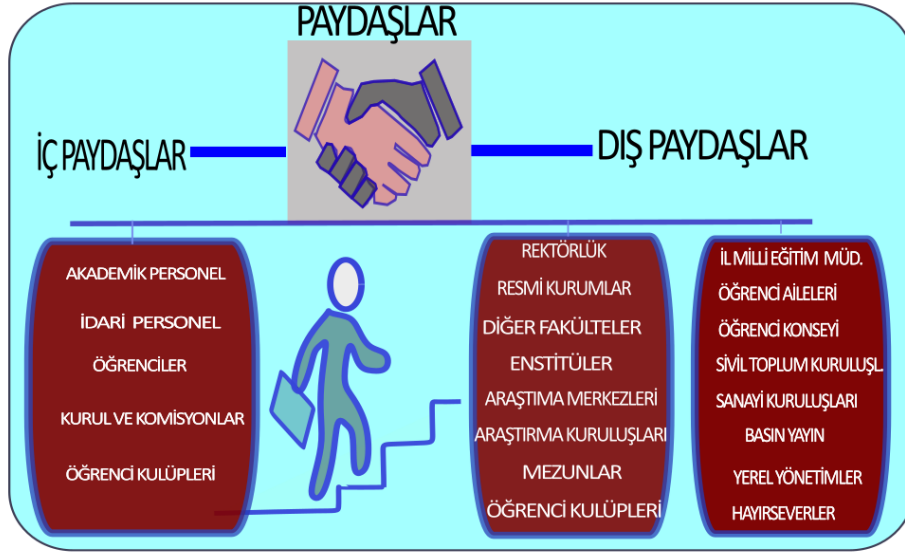 PAYDAŞLAR
İÇ PAYDAŞLAR
DIŞ PAYDAŞLAR
AKADEMİK PERSONEL
İDARİ PERSONEL
ÖĞRENCİLER
KURUL VE KOMİSYONLAR
ÖĞRENCİ KULÜPLERİ
REKTÖRLÜK
RESMİ KURUMLAR
DİĞER FAKÜLTELER
ENSTİTÜLER
ARAŞTIMA MERKEZLERİ
ARAŞTIRMA KURULUŞLARI
MEZUNLAR
ÖĞRENCİ KULÜPLERİ
İL MİLLİ EĞİTİM MÜD.
ÖĞRENCİ AİLELERİ
ÖĞRENCİ KONSEYİ
SİVİL TOPLUM KURULUŞL.
SANAYİ KURULUŞLARI
BASIN YAYIN
YEREL YÖNETİMLER
HAYIRSEVERLER